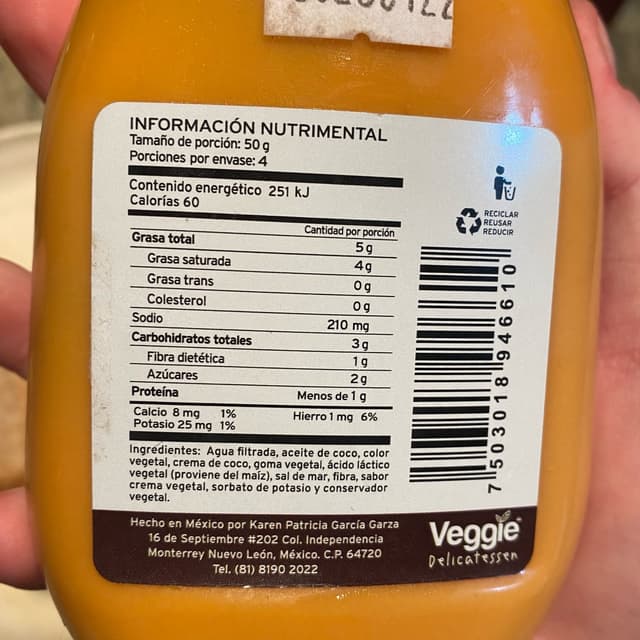 INFORMACIÓN NUTRIMENTAL
Tamaño de porción: 50 g
Porciones por envase: 4
Contenido energético 251 kJ
Calorías 60
Cantidad por porción
Grasa total 5 g
Grasa saturada 4 g
Grasa trans 0 g
Colesterol 0 g
Sodio 210 mg
Carbohidratos totales 3 g
Fibra dietética 1 g
Azúcares 2 g
Proteína Menos de 1 g
Calcio 8 mg 1% Hierro 1 mg 6%
Potasio 25 mg 1%
Ingredientes: Agua filtrada, aceite de coco, color
vegetal, crema de coco, goma vegetal, ácido láctico
vegetal (proviene del maíz), sal de mar, fibra, sabor
crema vegetal, sorbato de potasio y conservador
vegetal.
Hecho en México por Karen Patricia García Garza
16 de Septiembre #202 Col. Independencia
Monterrey Nuevo León, México. C.P. 64720
Tel. (81) 8190 2022
RECICLAR
REUSAR
REDUCIR
7 503018 946610
Veggie
Delicatessen